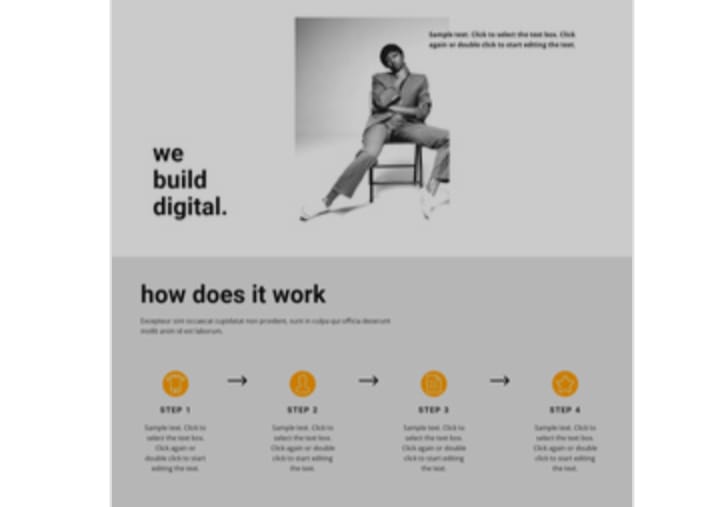 Sample text. Click to select the text box. Click
again or double click to start editing the text.
we
build
digital.
how does it work
Excepteur sint occaecat cupidatat non proident, sunt in culpa qui officia deserunt
mollit anim id est laborum.
STEP 1
Sample text. Click to
select the text box.
Click again or
double click to start
editing the text.
STEP 2
Sample text. Click to
select the text box.
Click again or double
click to start editing
the text.
STEP 3
Sample text. Click to
select the text box.
Click again or double
click to start editing
the text.
STEP 4
Sample text. Click to
select the text box.
Click again or double
click to start editing
the text.